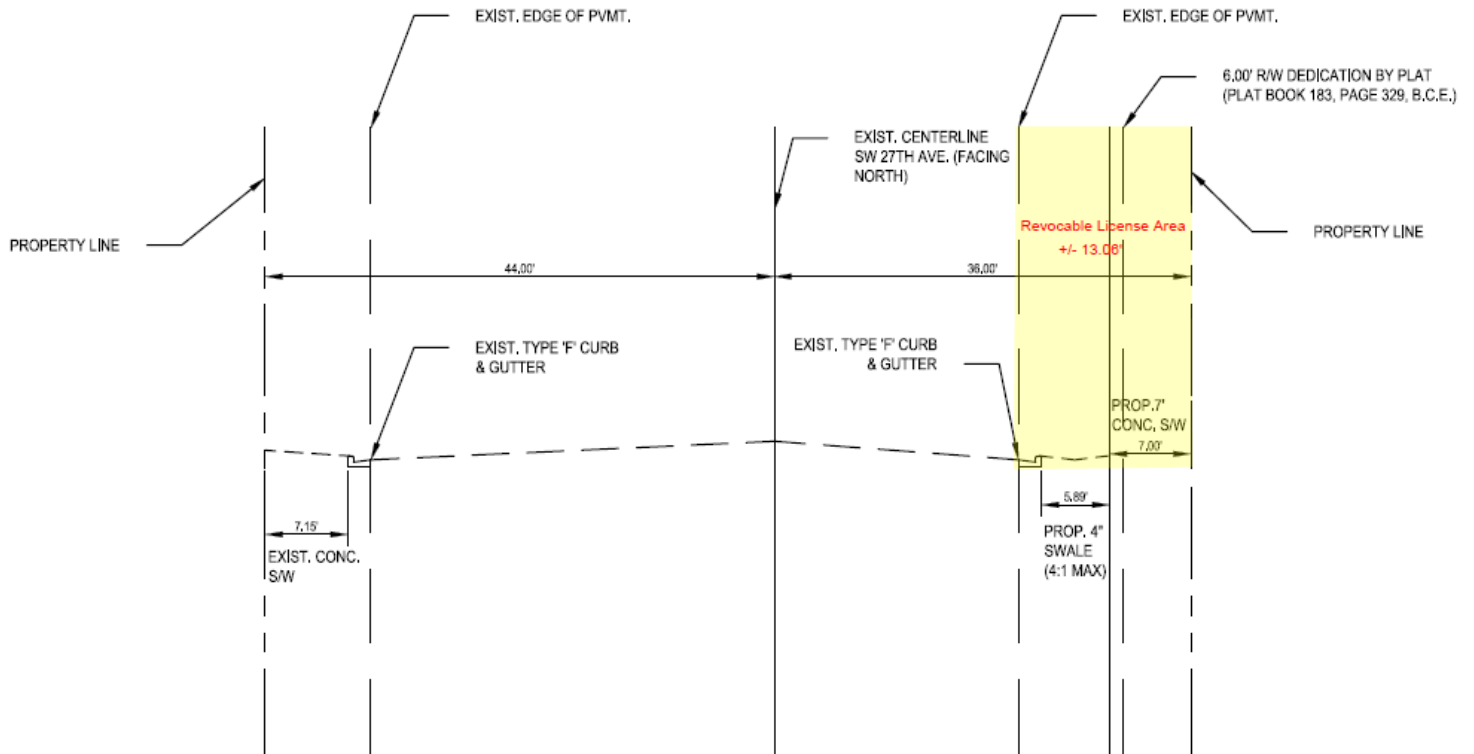 EXIST. EDGE OF PVMT.
EXIST. EDGE OF PVMT.
6.00' R/W DEDICATION BY PLAT
(PLAT BOOK 183, PAGE 329, B.C.E.)
EXIST. CENTERLINE
SW 27TH AVE. (FACING
NORTH)
PROPERTY LINE
Revocable License Area
+/- 13.06'
PROPERTY LINE
44.00'
36.00'
EXIST. TYPE 'F' CURB
& GUTTER
EXIST. TYPE 'F' CURB
& GUTTER
PROP.7'
CONC. S/W
7.00'
5.89'
7.15'
PROP. 4"
SWALE
(4:1 MAX)
EXIST. CONC.
S/W